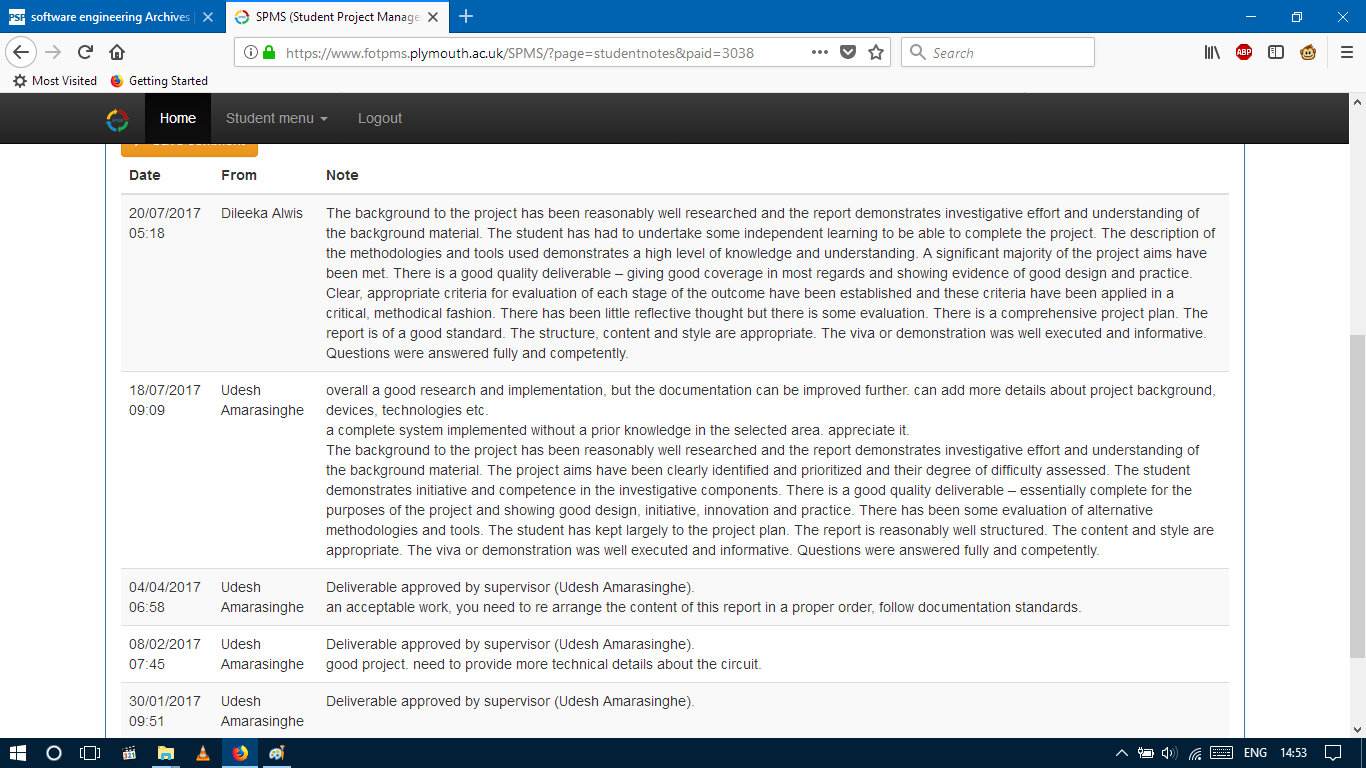 software engineering Archives
SPMS (Student Project Manage
https://www.fotpms.plymouth.ac.uk/SPMS/?page=studentnotes&paid=3038
Search
Most Visited
Getting Started
Home
Student menu
Logout
Date From Note
20/07/2017 05:18
Dileeka Alwis
The background to the project has been reasonably well researched and the report demonstrates investigative effort and understanding of
the background material. The student has had to undertake some independent learning to be able to complete the project. The description of
the methodologies and tools used demonstrates a high level of knowledge and understanding. A significant majority of the project aims have
been met. There is a good quality deliverable – giving good coverage in most regards and showing evidence of good design and practice.
Clear, appropriate criteria for evaluation of each stage of the outcome have been established and these criteria have been applied in a
critical, methodical fashion. There has been little reflective thought but there is some evaluation. There is a comprehensive project plan. The
report is of a good standard. The structure, content and style are appropriate. The viva or demonstration was well executed and informative.
Questions were answered fully and competently.
18/07/2017 09:09
Udesh Amarasinghe
overall a good research and implementation, but the documentation can be improved further. can add more details about project background,
devices, technologies etc.
a complete system implemented without a prior knowledge in the selected area. appreciate it.
The background to the project has been reasonably well researched and the report demonstrates investigative effort and understanding of
the background material. The project aims have been clearly identified and prioritized and their degree of difficulty assessed. The student
demonstrates initiative and competence in the investigative components. There is a good quality deliverable – essentially complete for the
purposes of the project and showing good design, initiative, innovation and practice. There has been some evaluation of alternative
methodologies and tools. The student has kept largely to the project plan. The report is reasonably well structured. The content and style are
appropriate. The viva or demonstration was well executed and informative. Questions were answered fully and competently.
04/04/2017 06:58
Udesh Amarasinghe
Deliverable approved by supervisor (Udesh Amarasinghe).
an acceptable work, you need to re arrange the content of this report in a proper order, follow documentation standards.
08/02/2017 07:45
Udesh Amarasinghe
Deliverable approved by supervisor (Udesh Amarasinghe).
good project. need to provide more technical details about the circuit.
30/01/2017 09:51
Udesh Amarasinghe
Deliverable approved by supervisor (Udesh Amarasinghe).
ENG
14:53